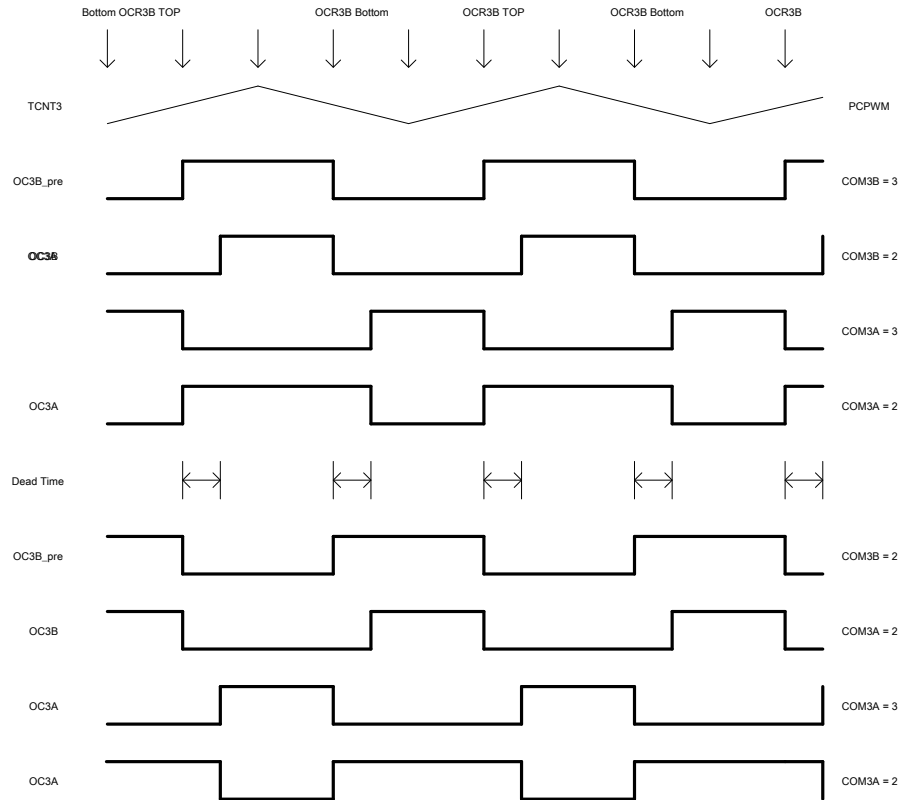 Bottom OCR3B TOP OCR3B Bottom OCR3B TOP OCR3B Bottom OCR3B
TCNT3 PCPWM
OC3B_pre COM3B = 3
COM3B = 2
COM3A = 3
OC3A COM3A = 2
Dead Time
OC3B_pre COM3B = 2
OC3B COM3A = 2
OC3A COM3A = 3
OC3A COM3A = 2